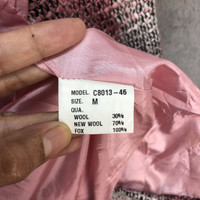 MODEL. C8013-46
SIZE. M
QUA.
WOOL 30%
NEW WOOL 70%
FOX 100%